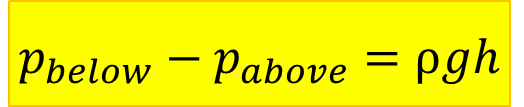 p_below − p_above = ρgh